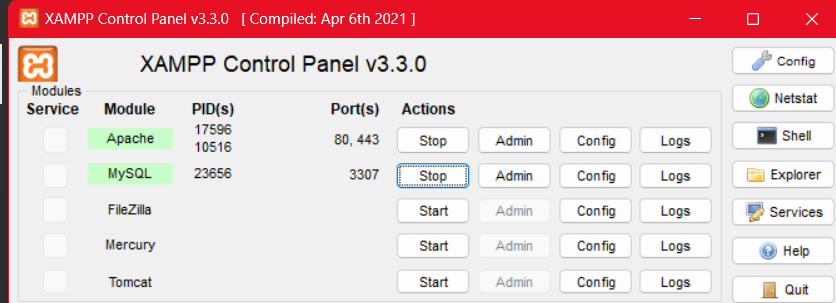 XAMPP Control Panel v3.3.0 [ Compiled: Apr 6th 2021 ]
XAMPP Control Panel v3.3.0
Config
Modules
Service Module PID(s) Port(s) Actions
Netstat
Apache 17596 10516 80, 443 Stop Admin Config Logs
Shell
MySQL 23656 3307 Stop Admin Config Logs
Explorer
FileZilla Start Admin Config Logs
Services
Mercury Start Admin Config Logs
Help
Tomcat Start Admin Config Logs
Quit